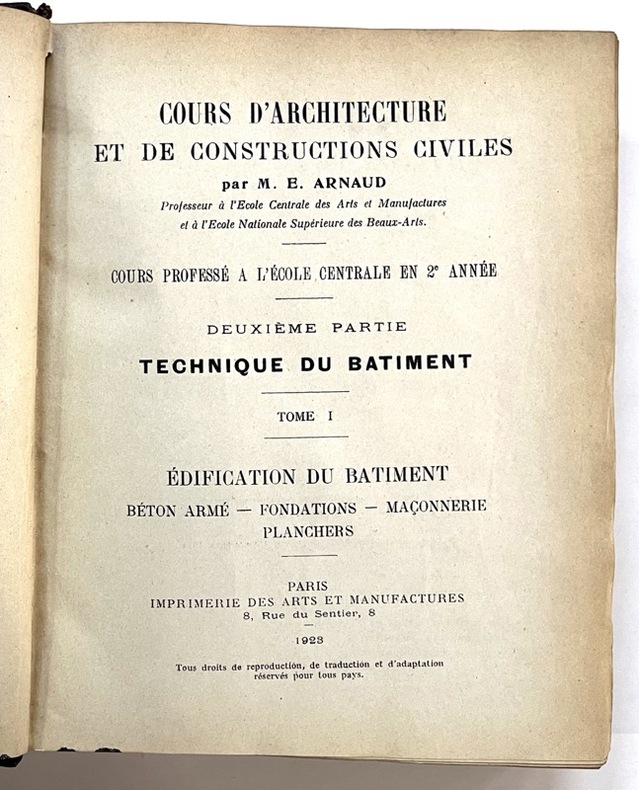 COURS D'ARCHITECTURE
ET DE CONSTRUCTIONS CIVILES
par M. E. ARNAUD
Professeur à l'Ecole Centrale des Arts et Manufactures
et à l'Ecole Nationale Supérieure des Beaux-Arts.
COURS PROFESSÉ A L'ÉCOLE CENTRALE EN 2e ANNÉE
DEUXIÈME PARTIE
TECHNIQUE DU BATIMENT
TOME I
ÉDIFICATION DU BATIMENT
BÉTON ARMÉ — FONDATIONS — MAÇONNERIE
PLANCHERS
PARIS
IMPRIMERIE DES ARTS ET MANUFACTURES
8, Rue du Sentier, 8
1923
Tous droits de reproduction, de traduction et d'adaptation
réservés pour tous pays.